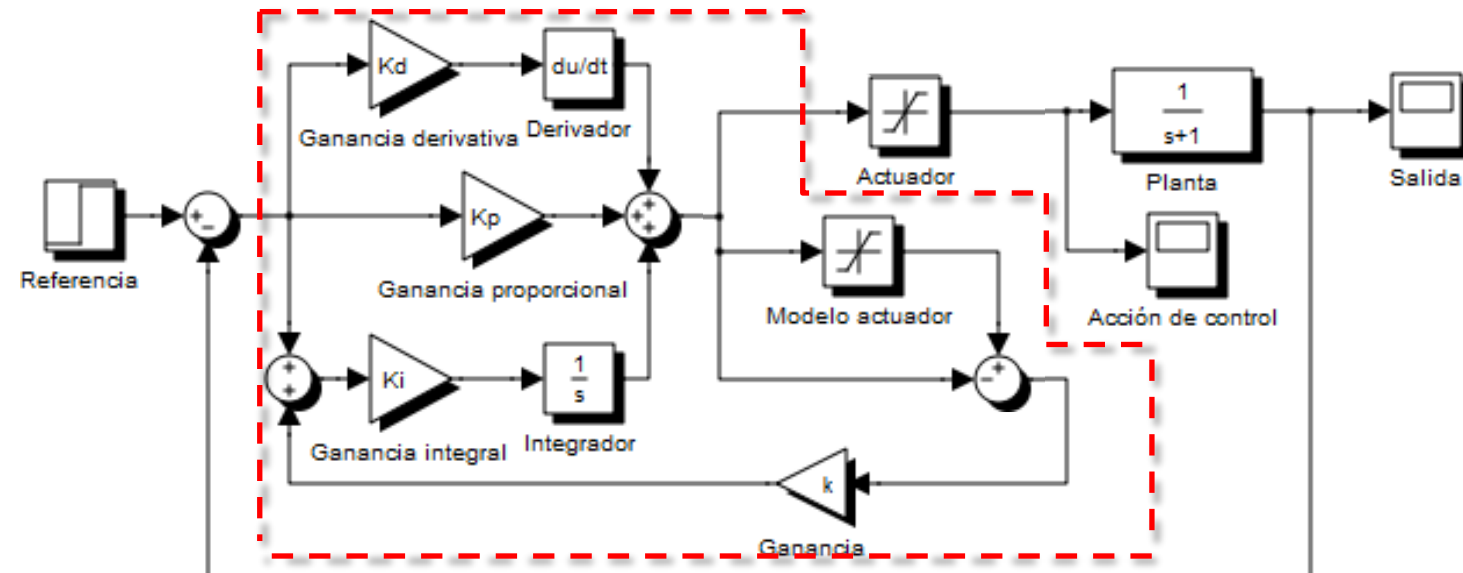 Kd
du/dt
Ganancia derivativa
Derivador
1
s+1
Actuador
Planta
Salida
+
−
Referencia
Kp
+
+
+
Ganancia proporcional
Modelo actuador
Acción de control
+
+
Ki
1
s
−
+
Ganancia integral
Integrador
k
Ganancia